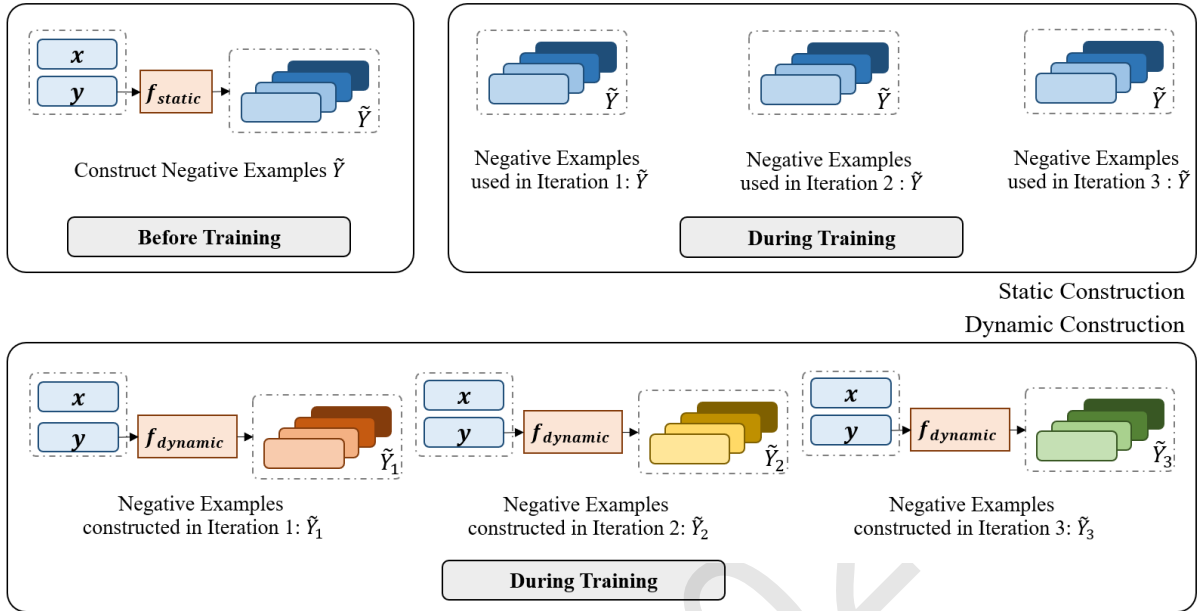 x
y
f_static
Ỹ
Construct Negative Examples Ỹ
Before Training
Ỹ
Negative Examples
used in Iteration 1: Ỹ
Ỹ
Negative Examples
used in Iteration 2 : Ỹ
Ỹ
Negative Examples
used in Iteration 3 : Ỹ
During Training
Static Construction
Dynamic Construction
x
y
f_dynamic
Ỹ₁
Negative Examples
constructed in Iteration 1: Ỹ₁
x
y
f_dynamic
Ỹ₂
Negative Examples
constructed in Iteration 2: Ỹ₂
x
y
f_dynamic
Ỹ₃
Negative Examples
constructed in Iteration 3: Ỹ₃
During Training